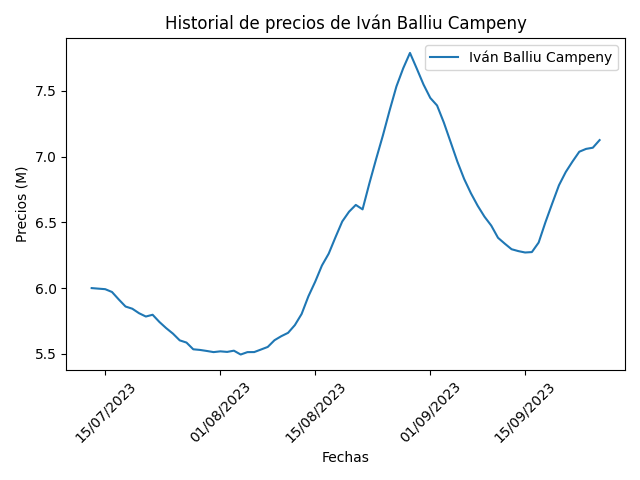 Historial de precios de Iván Balliu Campeny
Iván Balliu Campeny
Precios (M)
7.5
7.0
6.5
6.0
5.5
15/07/2023
01/08/2023
15/08/2023
01/09/2023
15/09/2023
Fechas